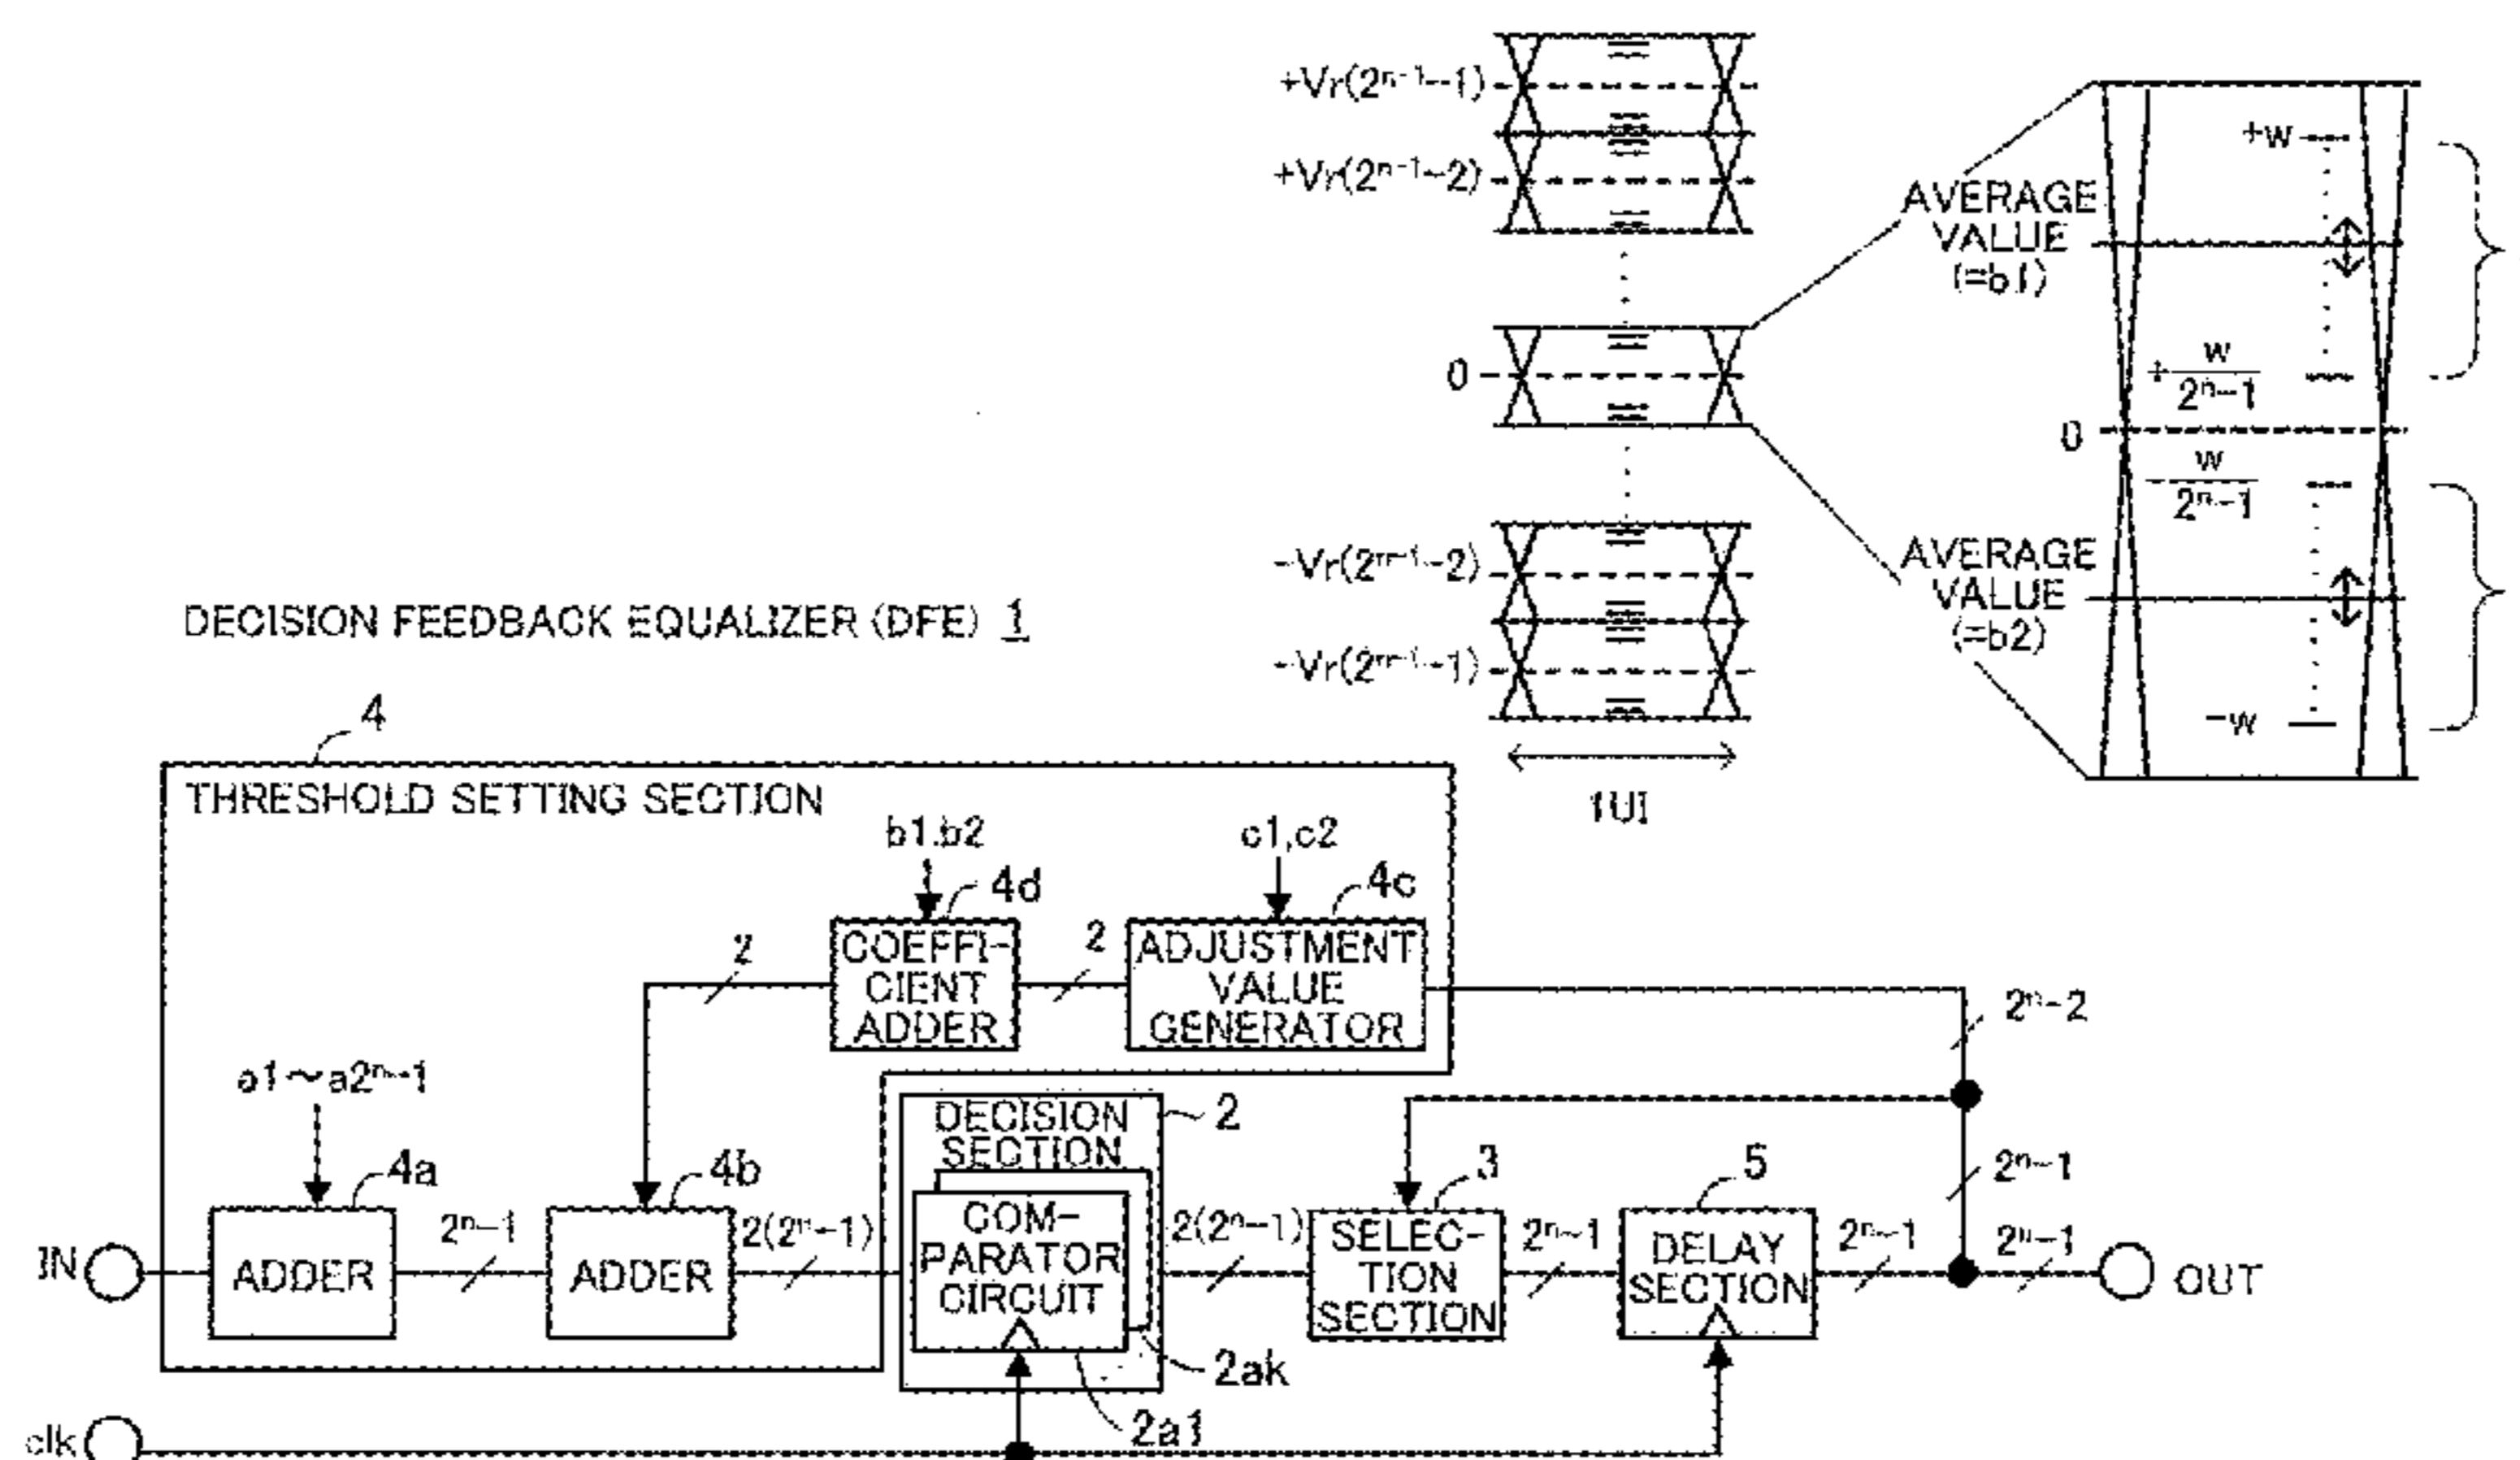 +Vr(2ⁿ⁻¹-1)
+Vr(2ⁿ⁻¹-2)
0
-Vr(2ⁿ⁻¹-2)
-Vr(2ⁿ⁻¹-1)
1UI
+w
AVERAGE
VALUE
(=b1)
+w/(2ⁿ-1)
0
-w/(2ⁿ-1)
AVERAGE
VALUE
(=b2)
-w
DECISION FEEDBACK EQUALIZER (DFE) 1
4
THRESHOLD SETTING SECTION
b1.b2
c1,c2
4d
4c
2
COEFFI-
CIENT
ADDER
2
ADJUSTMENT
VALUE
GENERATOR
2ⁿ-2
a1~a2ⁿ-1
4a
4b
DECISION
SECTION
2
3
5
2ⁿ-1
IN
ADDER
2ⁿ-1
ADDER
2(2ⁿ-1)
COM-
PARATOR
CIRCUIT
2(2ⁿ-1)
SELEC-
TION
SECTION
2ⁿ-1
DELAY
SECTION
2ⁿ-1
2ⁿ-1
OUT
2ak
2a1
clk